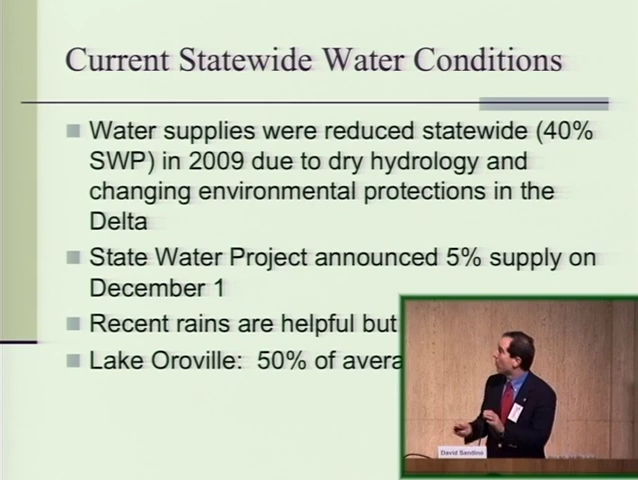 Current Statewide Water Conditions
Water supplies were reduced statewide (40%
SWP) in 2009 due to dry hydrology and
changing environmental protections in the
Delta
State Water Project announced 5% supply on
December 1
Recent rains are helpful but
Lake Oroville: 50% of avera
David Sandino